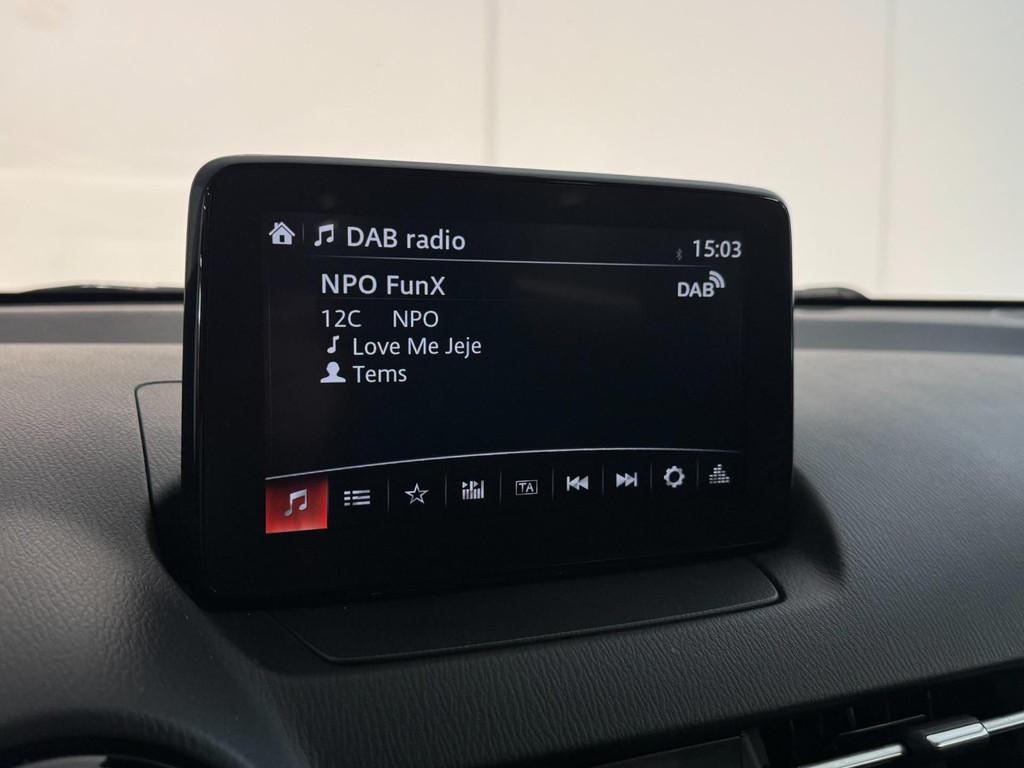 DAB radio 15:03
NPO FunX DAB
12C NPO
Love Me Jeje
Tems
TA